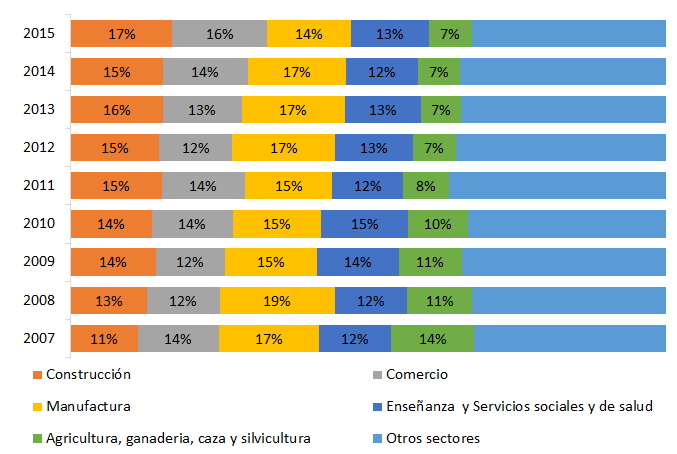 2015 17% 16% 14% 13% 7%
2014 15% 14% 17% 12% 7%
2013 16% 13% 17% 13% 7%
2012 15% 12% 17% 13% 7%
2011 15% 14% 15% 12% 8%
2010 14% 14% 15% 15% 10%
2009 14% 12% 15% 14% 11%
2008 13% 12% 19% 12% 11%
2007 11% 14% 17% 12% 14%
Construcción Comercio
Manufactura Enseñanza y Servicios sociales y de salud
Agricultura, ganaderia, caza y silvicultura Otros sectores